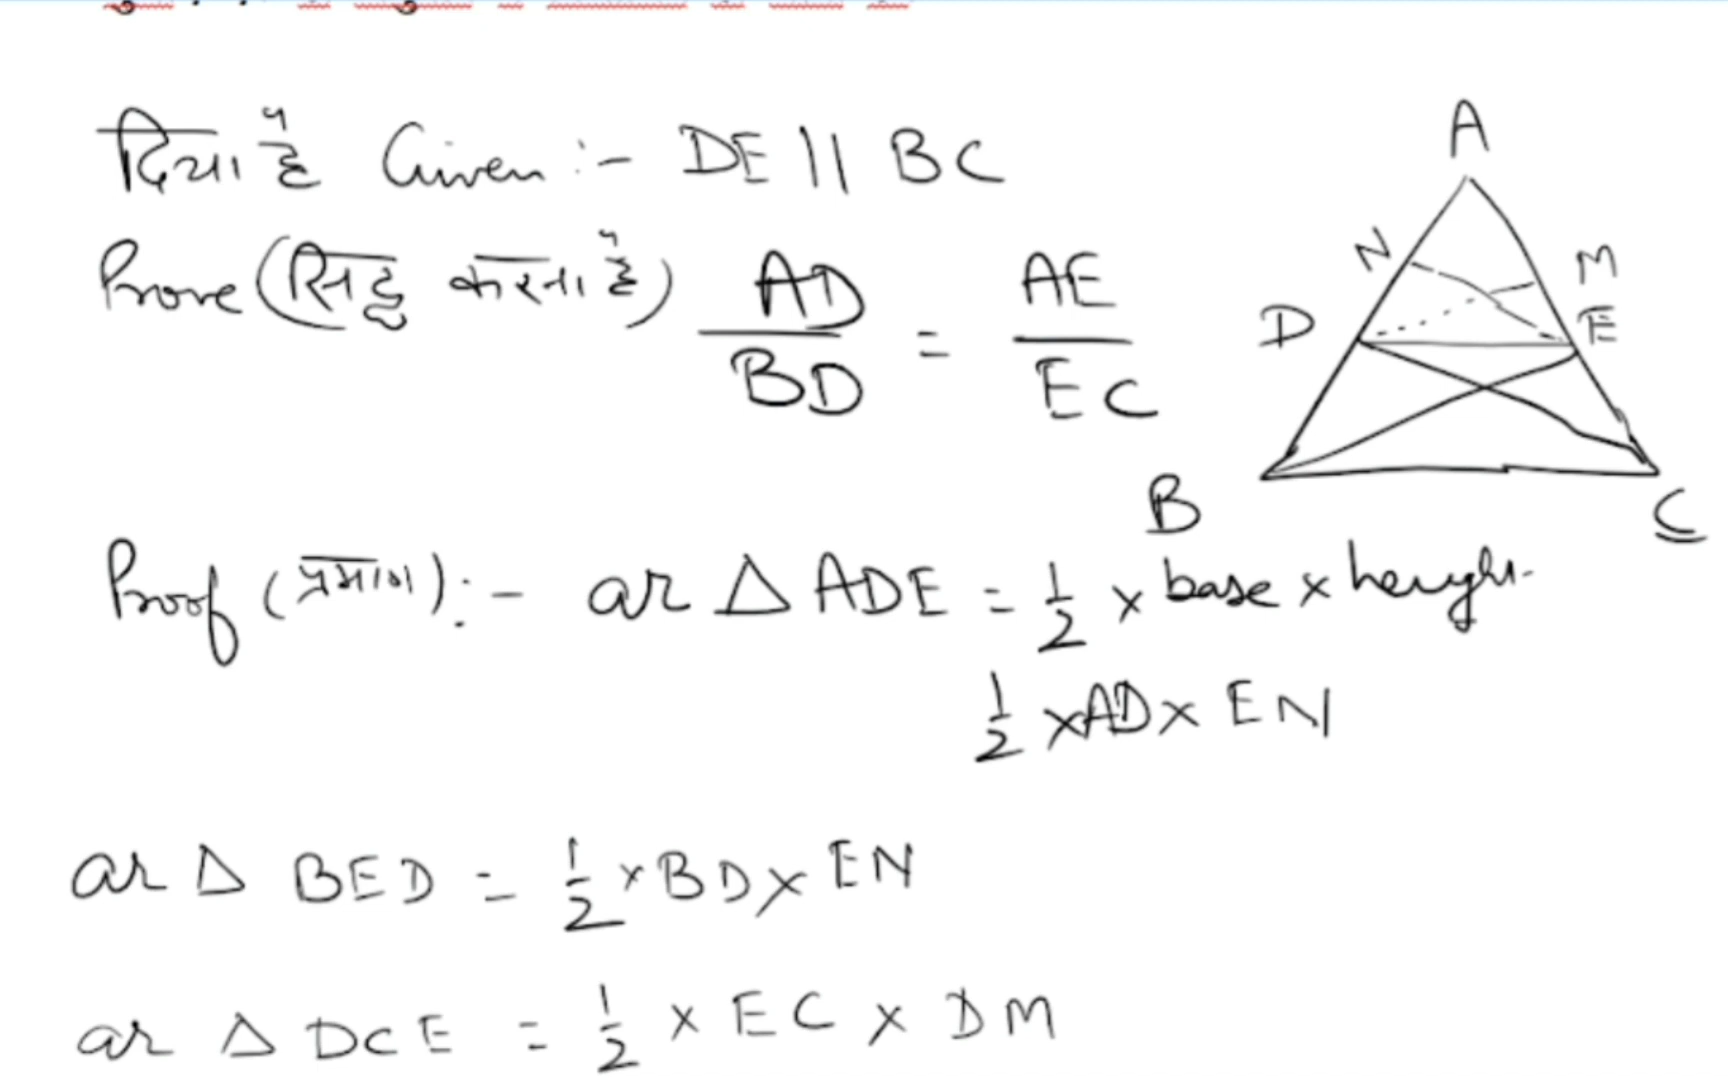 दिया है Given :- DE || BC
Prove (सिद्ध करना है) AD/BD = AE/EC
A
N
M
D
E
B
C
Proof (प्रमाण) :- ar △ ADE = 1/2 × base × height
1/2 × AD × EN
ar △ BED = 1/2 × BD × EN
ar △ DCE = 1/2 × EC × DM